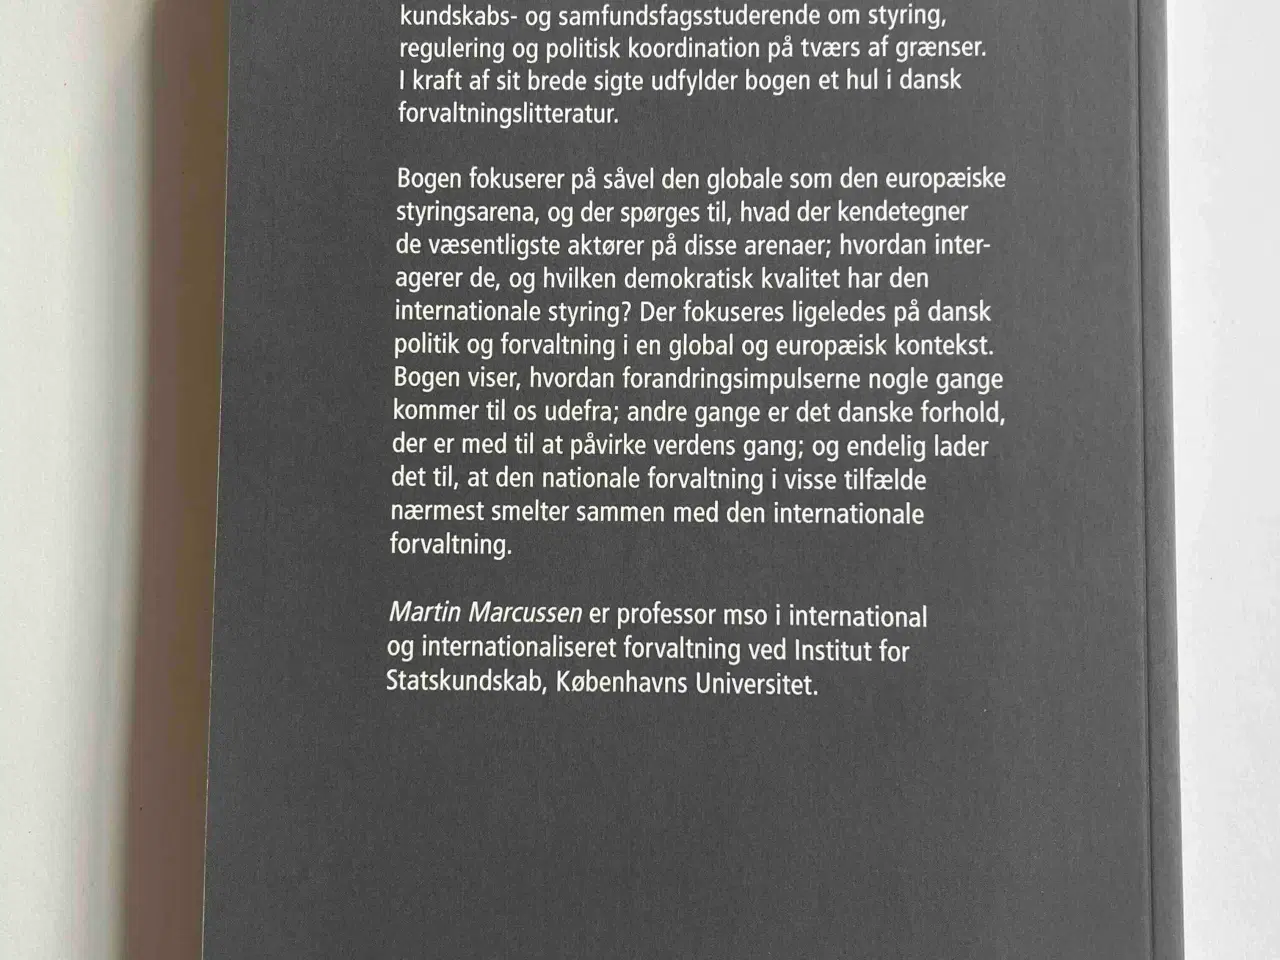 kundskabs- og samfundsfagsstuderende om styring,
regulering og politisk koordination på tværs af grænser.
I kraft af sit brede sigte udfylder bogen et hul i dansk
forvaltningslitteratur.
Bogen fokuserer på såvel den globale som den europæiske
styringsarena, og der spørges til, hvad der kendetegner
de væsentligste aktører på disse arenaer; hvordan inter-
agerer de, og hvilken demokratisk kvalitet har den
internationale styring? Der fokuseres ligeledes på dansk
politik og forvaltning i en global og europæisk kontekst.
Bogen viser, hvordan forandringsimpulserne nogle gange
kommer til os udefra; andre gange er det danske forhold,
der er med til at påvirke verdens gang; og endelig lader
det til, at den nationale forvaltning i visse tilfælde
nærmest smelter sammen med den internationale
forvaltning.
Martin Marcussen er professor mso i international
og internationaliseret forvaltning ved Institut for
Statskundskab, Københavns Universitet.